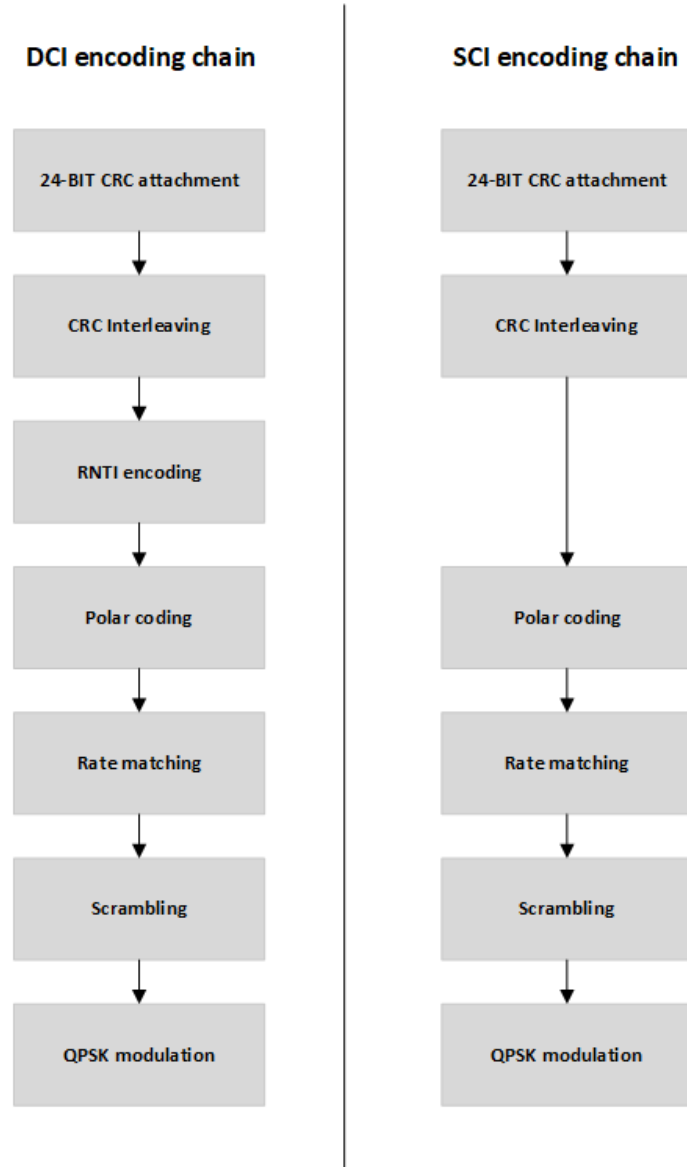 DCI encoding chain
24-BIT CRC attachment
CRC Interleaving
RNTI encoding
Polar coding
Rate matching
Scrambling
QPSK modulation
SCI encoding chain
24-BIT CRC attachment
CRC Interleaving
Polar coding
Rate matching
Scrambling
QPSK modulation